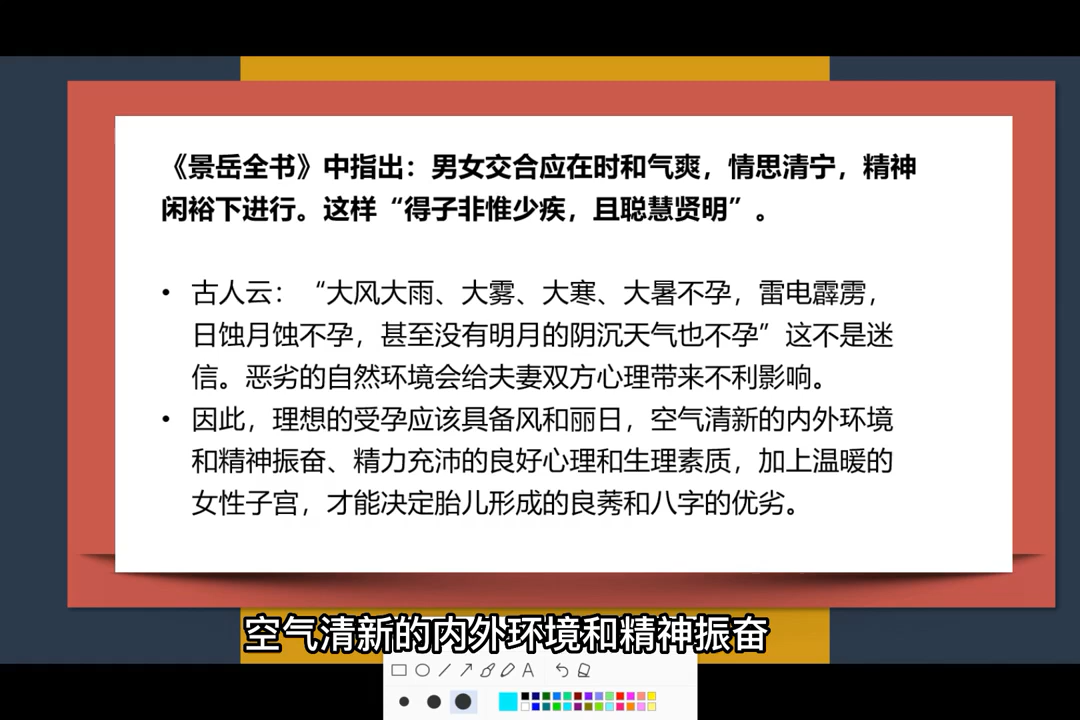 《景岳全书》中指出：男女交合应在时和气爽，情思清宁，精神
闲裕下进行。这样“得子非惟少疾，且聪慧贤明”。
• 古人云：“大风大雨、大雾、大寒、大暑不孕，雷电霹雳，
日蚀月蚀不孕，甚至没有明月的阴沉天气也不孕”这不是迷
信。恶劣的自然环境会给夫妻双方心理带来不利影响。
• 因此，理想的受孕应该具备风和丽日，空气清新的内外环境
和精神振奋、精力充沛的良好心理和生理素质，加上温暖的
女性子宫，才能决定胎儿形成的良莠和八字的优劣。
空气清新的内外环境和精神振奋
A